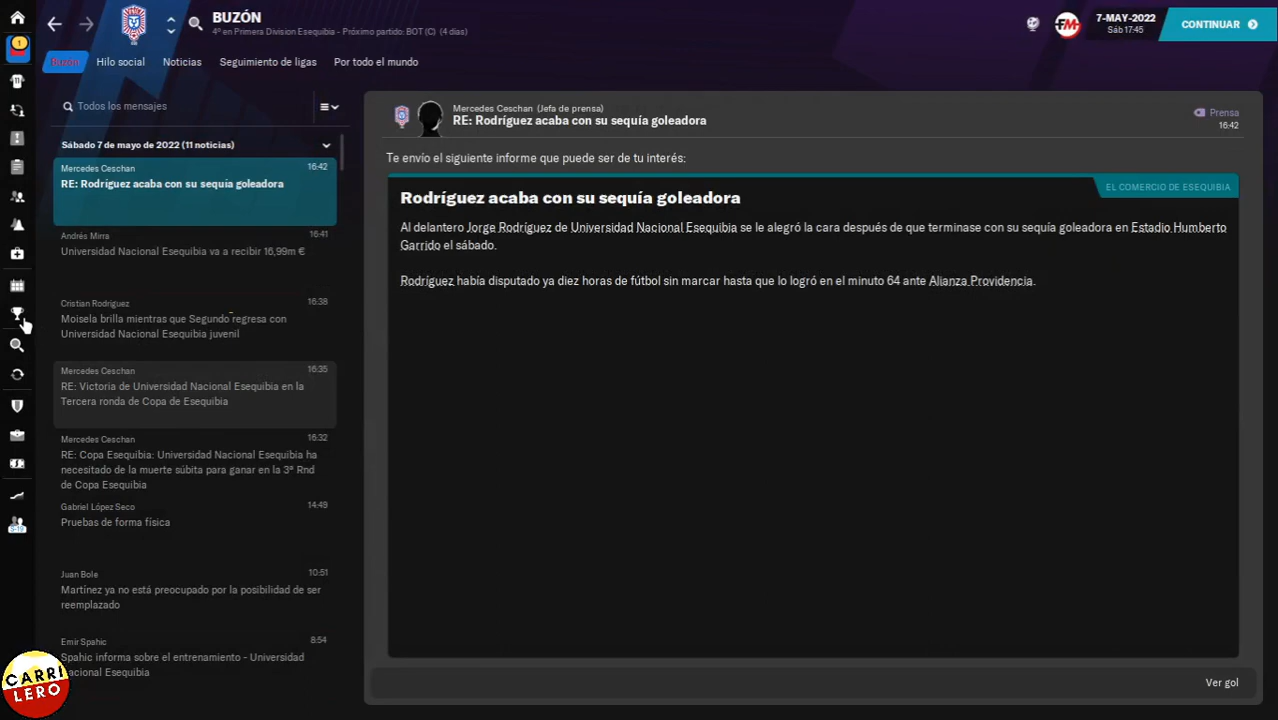 1
BUZÓN
4º en Primera Division Esequibia - Próximo partido: BOT (C) (4 días)
FM
7-MAY-2022
Sáb 17:45
CONTINUAR
Buzón
Hilo social
Noticias
Seguimiento de ligas
Por todo el mundo
Todos los mensajes
Sábado 7 de mayo de 2022 (11 noticias)
Mercedes Ceschan 16:42
RE: Rodríguez acaba con su sequía goleadora
Andrés Mirra 16:41
Universidad Nacional Esequibia va a recibir 16,99m €
Cristian Rodriguez 16:38
Moisela brilla mientras que Segundo regresa con
Universidad Nacional Esequibia juvenil
Mercedes Ceschan 16:35
RE: Victoria de Universidad Nacional Esequibia en la
Tercera ronda de Copa de Esequibia
Mercedes Ceschan 16:32
RE: Copa Esequibia: Universidad Nacional Esequibia ha
necesitado de la muerte súbita para ganar en la 3ª Rnd
de Copa Esequibia
Gabriel López Seco 14:49
Pruebas de forma física
Juan Bole 10:51
Martínez ya no está preocupado por la posibilidad de ser
reemplazado
Emir Spahic 8:54
Spahic informa sobre el entrenamiento - Universidad
Nacional Esequibia
Mercedes Ceschan (Jefa de prensa)
RE: Rodríguez acaba con su sequía goleadora
Prensa
16:42
Te envío el siguiente informe que puede ser de tu interés:
EL COMERCIO DE ESEQUIBIA
Rodríguez acaba con su sequía goleadora
Al delantero Jorge Rodríguez de Universidad Nacional Esequibia se le alegró la cara después de que terminase con su sequía goleadora en Estadio Humberto
Garrido el sábado.
Rodríguez había disputado ya diez horas de fútbol sin marcar hasta que lo logró en el minuto 64 ante Alianza Providencia.
Ver gol
CARRI
LERO